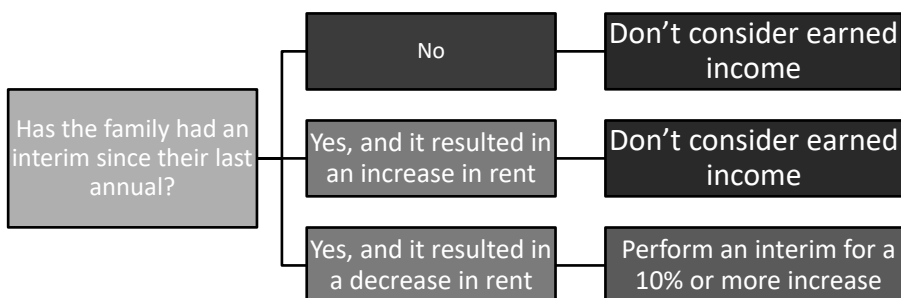 Has the family had an
interim since their last
annual?
No
Don’t consider earned
income
Yes, and it resulted in
an increase in rent
Don’t consider earned
income
Yes, and it resulted in
a decrease in rent
Perform an interim for a
10% or more increase